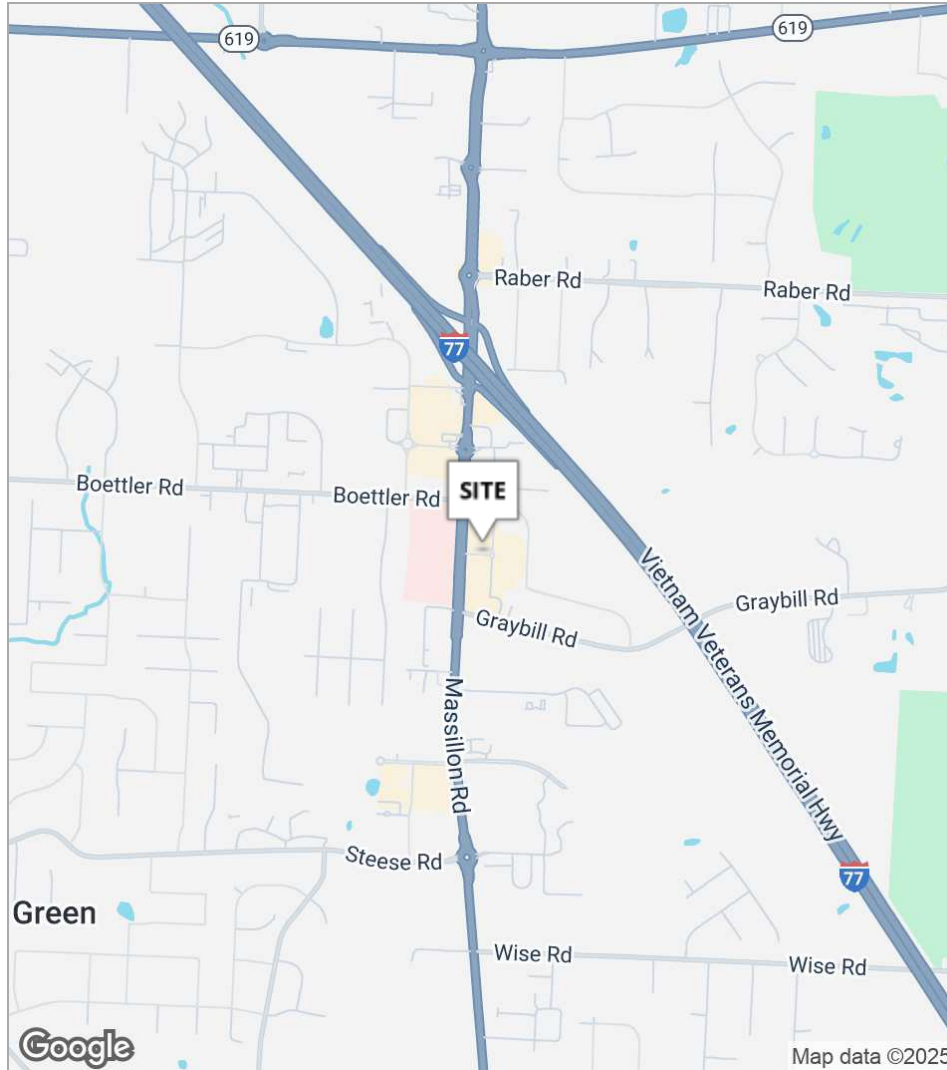 619
619
Raber Rd
Raber Rd
77
Boettler Rd
Boettler Rd
SITE
Vietnam Veterans Memorial Hwy
Graybill Rd
Graybill Rd
Massillon Rd
Steese Rd
77
Green
Wise Rd
Wise Rd
Google
Map data ©2025